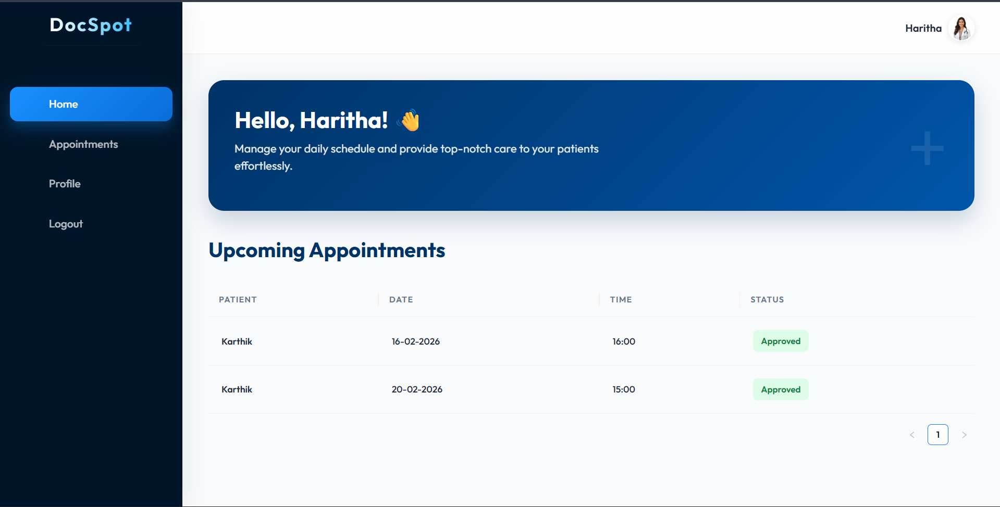 DocSpot
Haritha
Home
Appointments
Profile
Logout
Hello, Haritha! 👋
Manage your daily schedule and provide top-notch care to your patients
effortlessly.
Upcoming Appointments
PATIENT DATE TIME STATUS
Karthik 16-02-2026 16:00 Approved
Karthik 20-02-2026 15:00 Approved
< 1 >